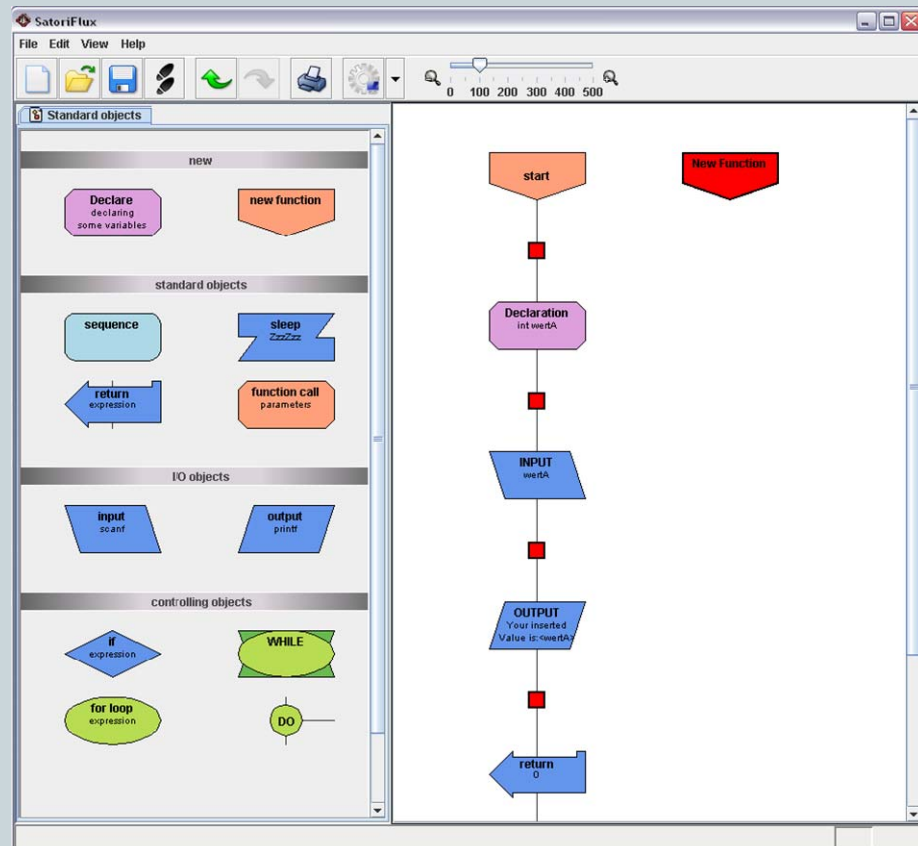 SatoriFlux
File Edit View Help
0 100 200 300 400 500
Standard objects
new
Declare
declaring
some variables
new function
standard objects
sequence
sleep
ZzzZzz
return
expression
function call
parameters
I/O objects
input
scanf
output
printf
controlling objects
if
expression
WHILE
for loop
expression
DO
start
New Function
Declaration
int wertA
INPUT
wertA
OUTPUT
Your inserted
Value is:<wertA>
return
0